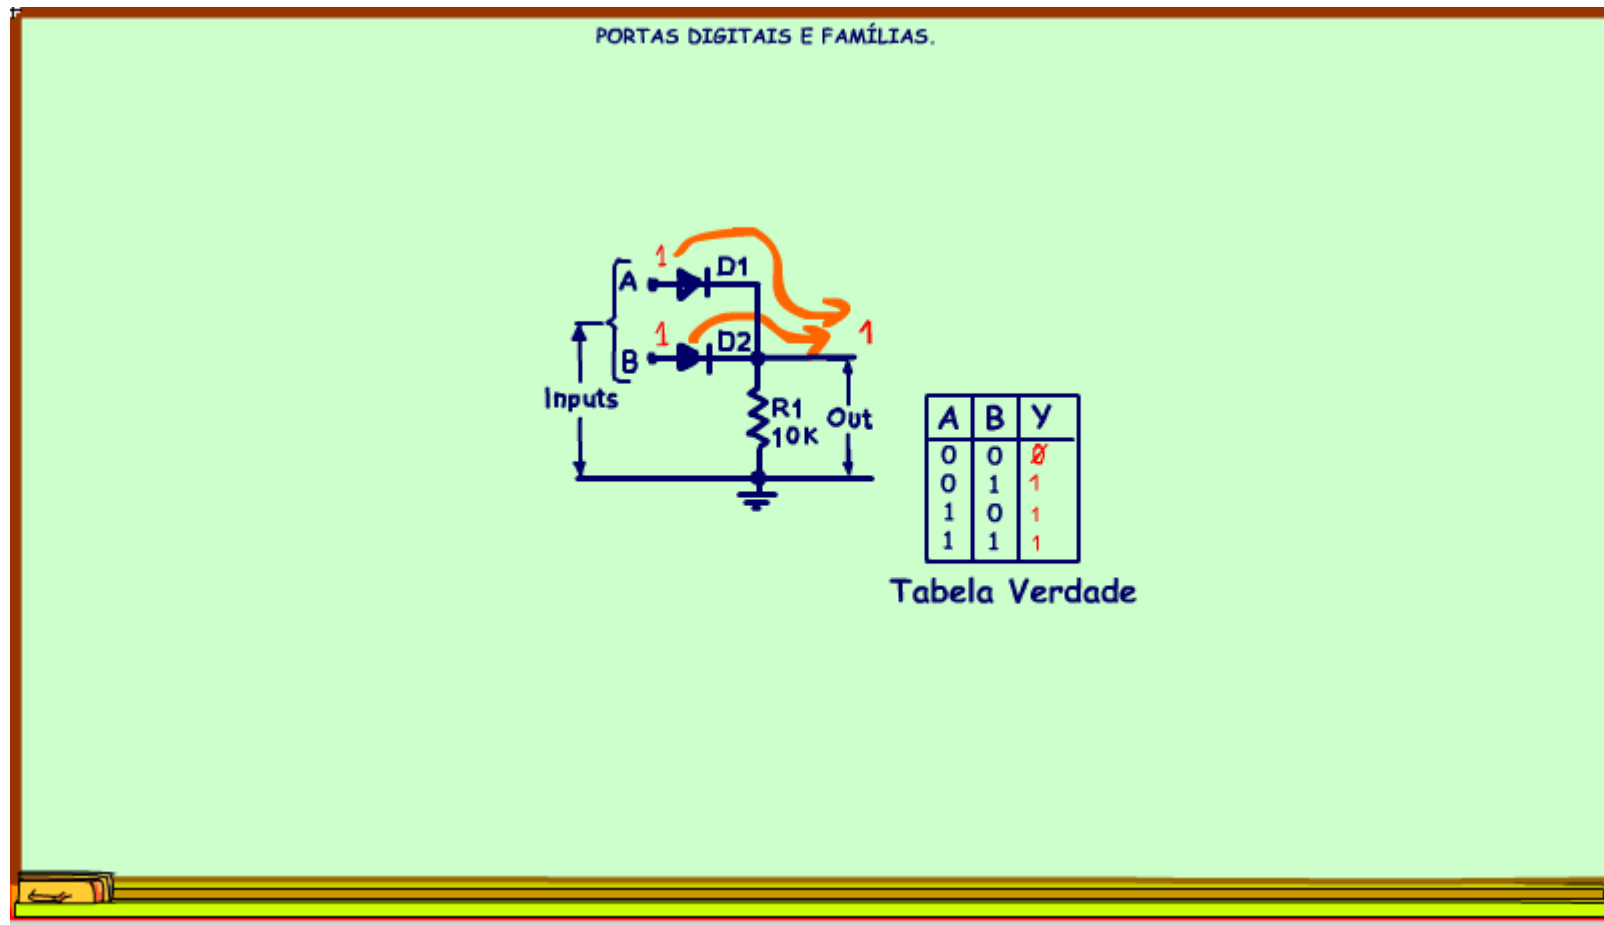 PORTAS DIGITAIS E FAMÍLIAS.
1
D1
A
1
D2
1
B
Inputs
R1
10K
Out
A B Y
0 0 0
0 1 1
1 0 1
1 1 1
Tabela Verdade